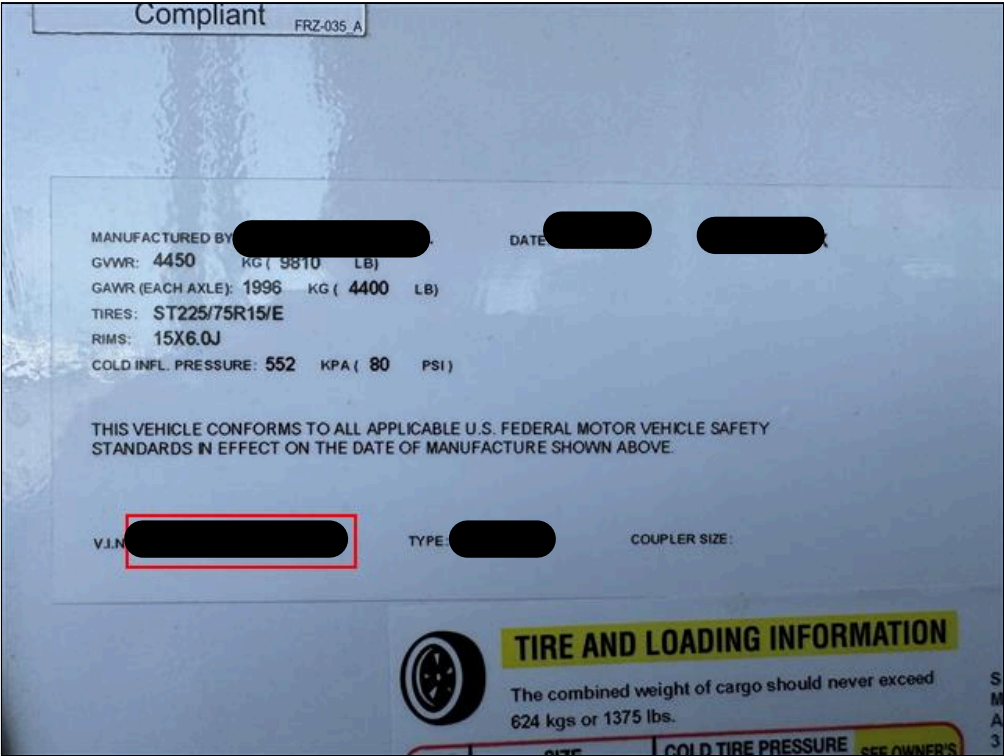 Compliant FRZ-035_A
MANUFACTURED BY DATE:
GVWR: 4450 KG ( 9810 LB)
GAWR (EACH AXLE): 1996 KG ( 4400 LB)
TIRES: ST225/75R15/E
RIMS: 15X6.0J
COLD INFL. PRESSURE: 552 KPA ( 80 PSI)
THIS VEHICLE CONFORMS TO ALL APPLICABLE U.S. FEDERAL MOTOR VEHICLE SAFETY
STANDARDS IN EFFECT ON THE DATE OF MANUFACTURE SHOWN ABOVE.
V.I.N TYPE: COUPLER SIZE:
TIRE AND LOADING INFORMATION
The combined weight of cargo should never exceed
624 kgs or 1375 lbs.
SIZE COLD TIRE PRESSURE SEE OWNER'S